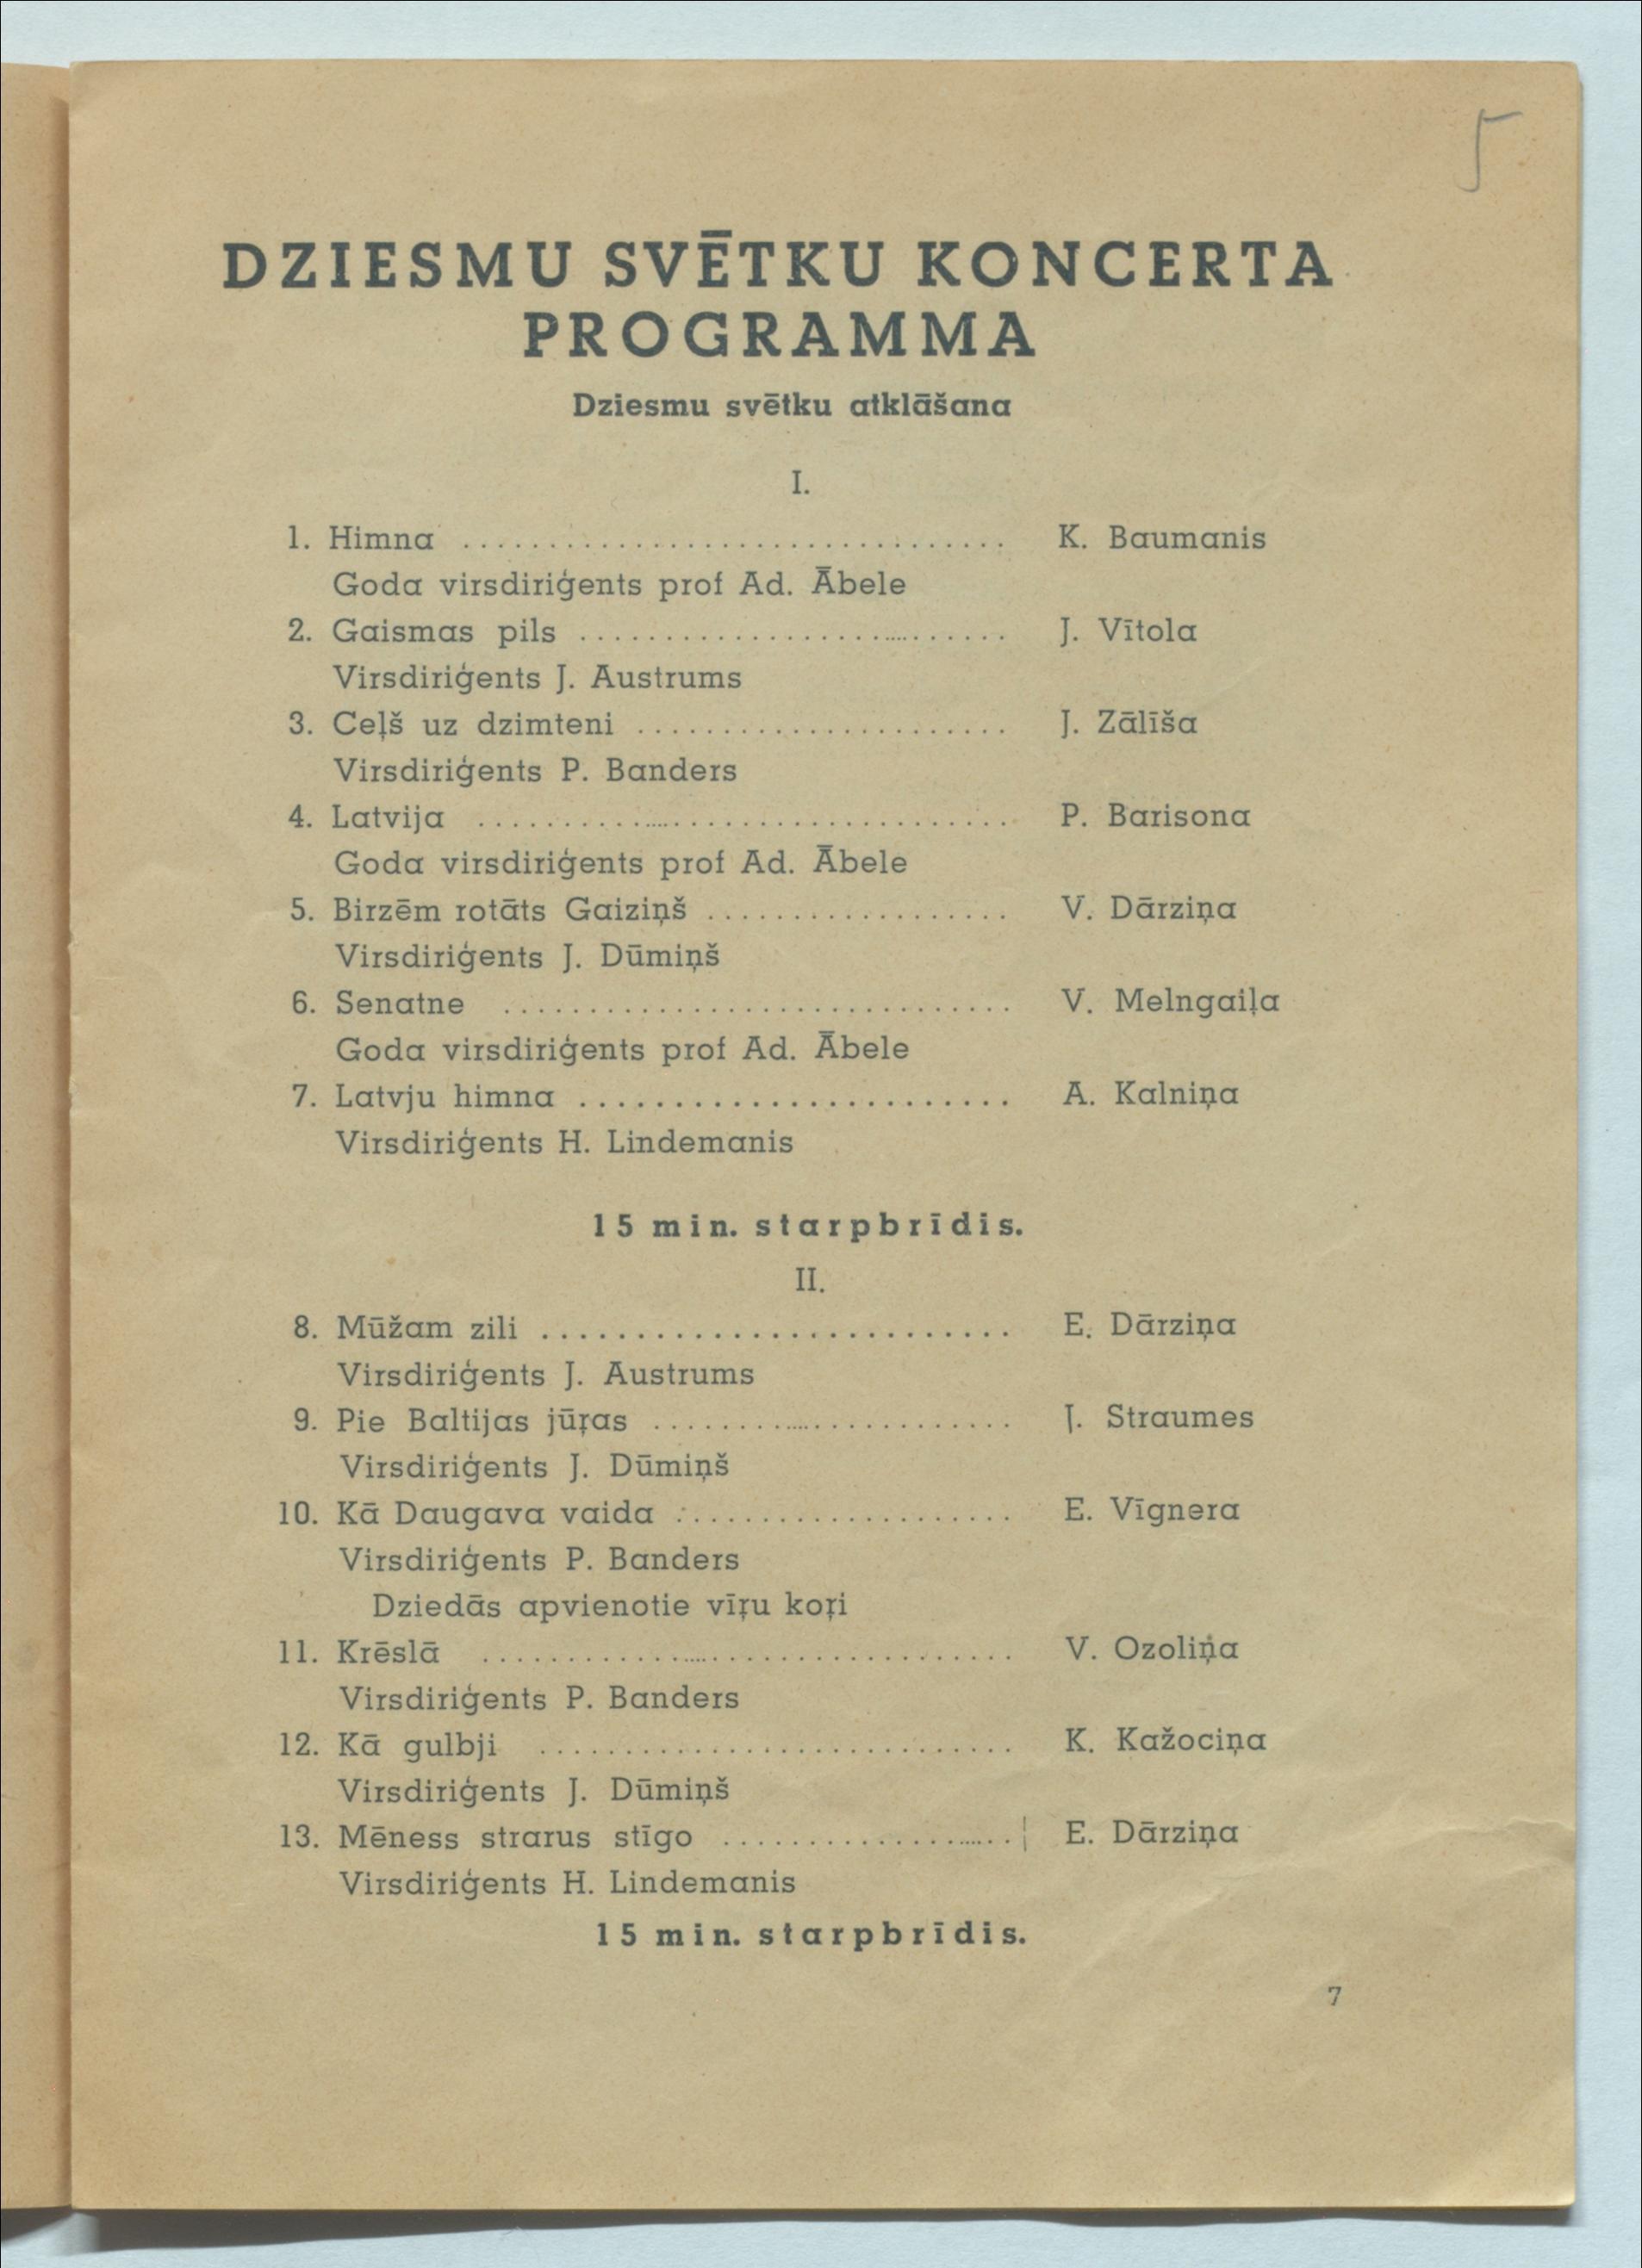 5
DZIESMU SVĒTKU KONCERTA
PROGRAMMA
Dziesmu svētku atklāšana
I.
1. Himna ................................ K. Baumanis
Goda virsdiriģents prof Ad. Ābele
2. Gaismas pils ............................ J. Vītola
Virsdiriģents J. Austrums
3. Ceļš uz dzimteni ...................... J. Zālīša
Virsdiriģents P. Banders
4. Latvija ................................ P. Barisona
Goda virsdiriģents prof Ad. Ābele
5. Birzēm rotāts Gaiziņš .................. V. Dārziņa
Virsdiriģents J. Dūmiņš
6. Senatne .............................. V. Melngaiļa
Goda virsdiriģents prof Ad. Ābele
7. Latvju himna ....................... A. Kalniņa
Virsdiriģents H. Lindemanis
15 min. starpbrīdis.
II.
8. Mūžam zili ......................... E. Dārziņa
Virsdiriģents J. Austrums
9. Pie Baltijas jūŗas ....................... J. Straumes
Virsdiriģents J. Dūmiņš
10. Kā Daugava vaida .................... E. Vīgnera
Virsdiriģents P. Banders
Dziedās apvienotie vīŗu koŗi
11. Krēslā ................................ V. Ozoliņa
Virsdiriģents P. Banders
12. Kā gulbji ............................ K. Kažociņa
Virsdiriģents J. Dūmiņš
13. Mēness strarus stīgo ................... E. Dārziņa
Virsdiriģents H. Lindemanis
15 min. starpbrīdis.
7